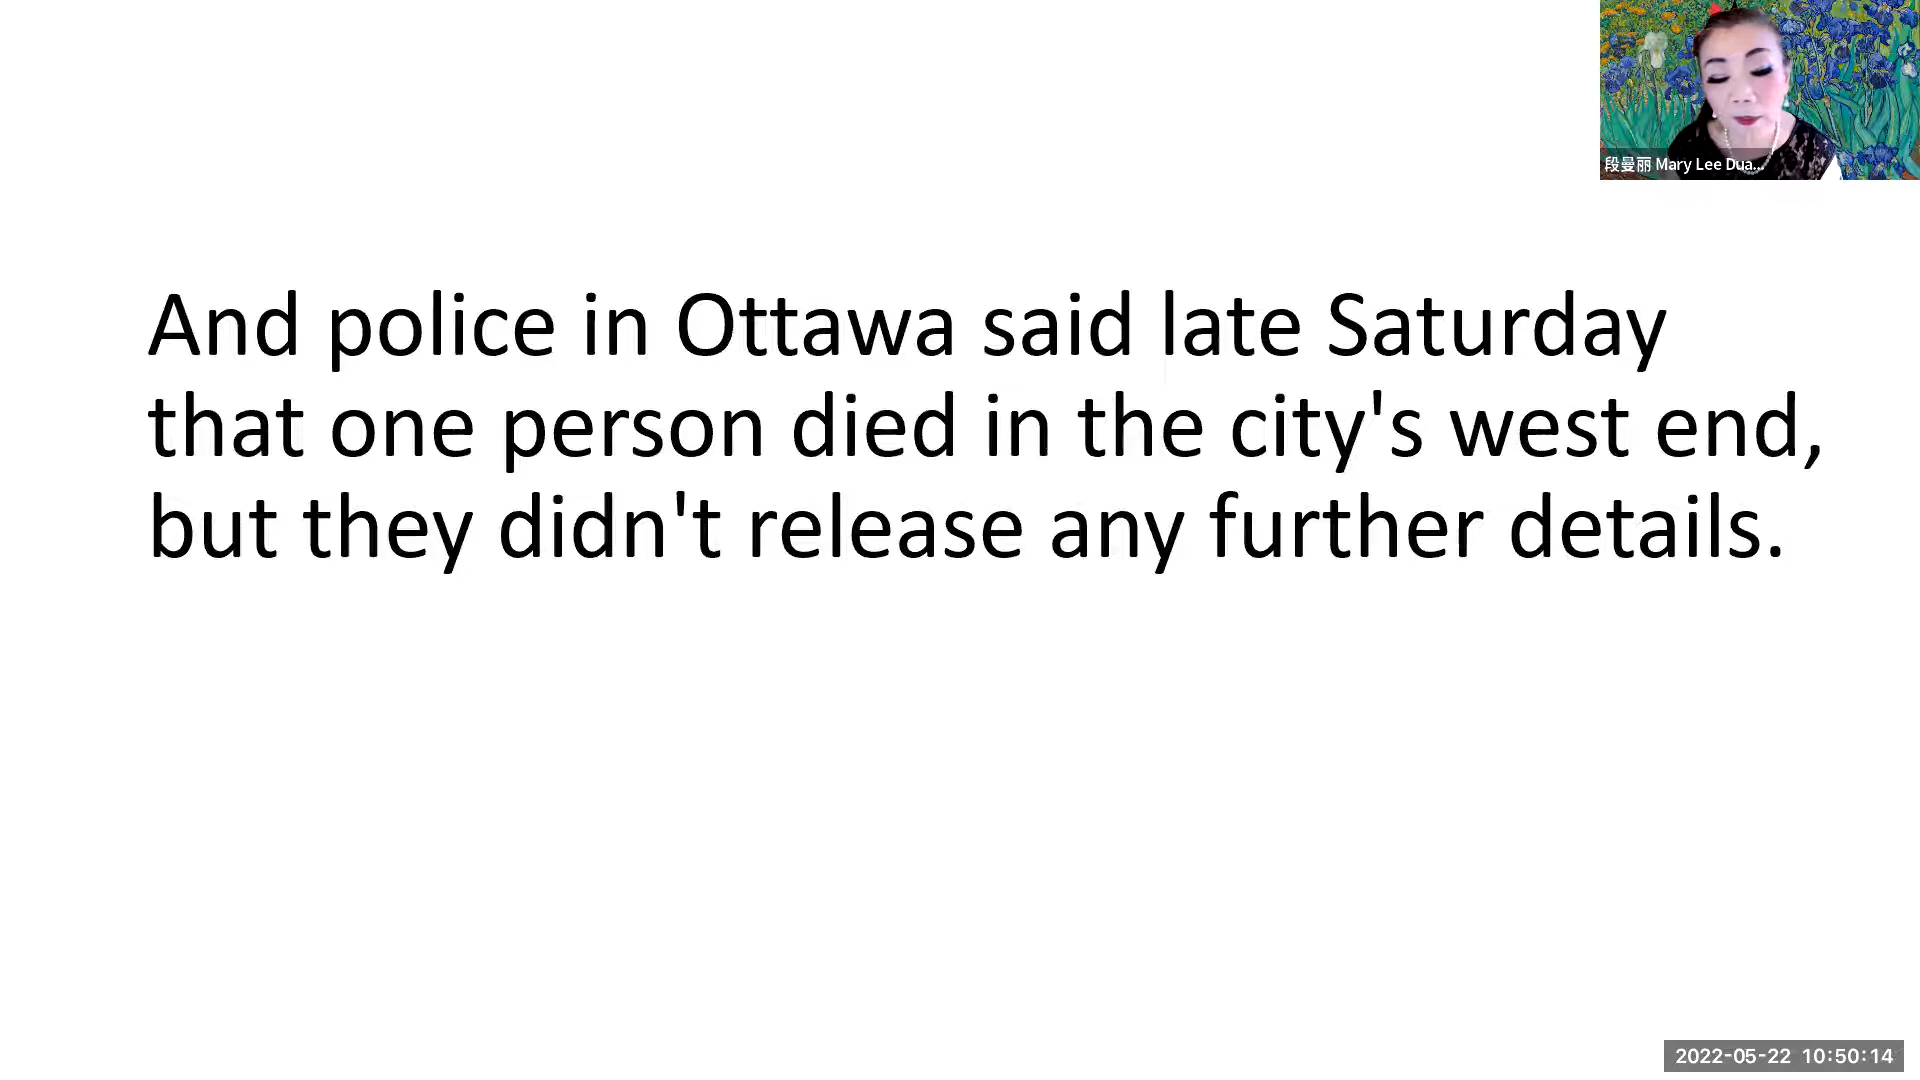 段曼丽 Mary Lee Dua...
And police in Ottawa said late Saturday
that one person died in the city's west end,
but they didn't release any further details.
2022-05-22 10:50:14